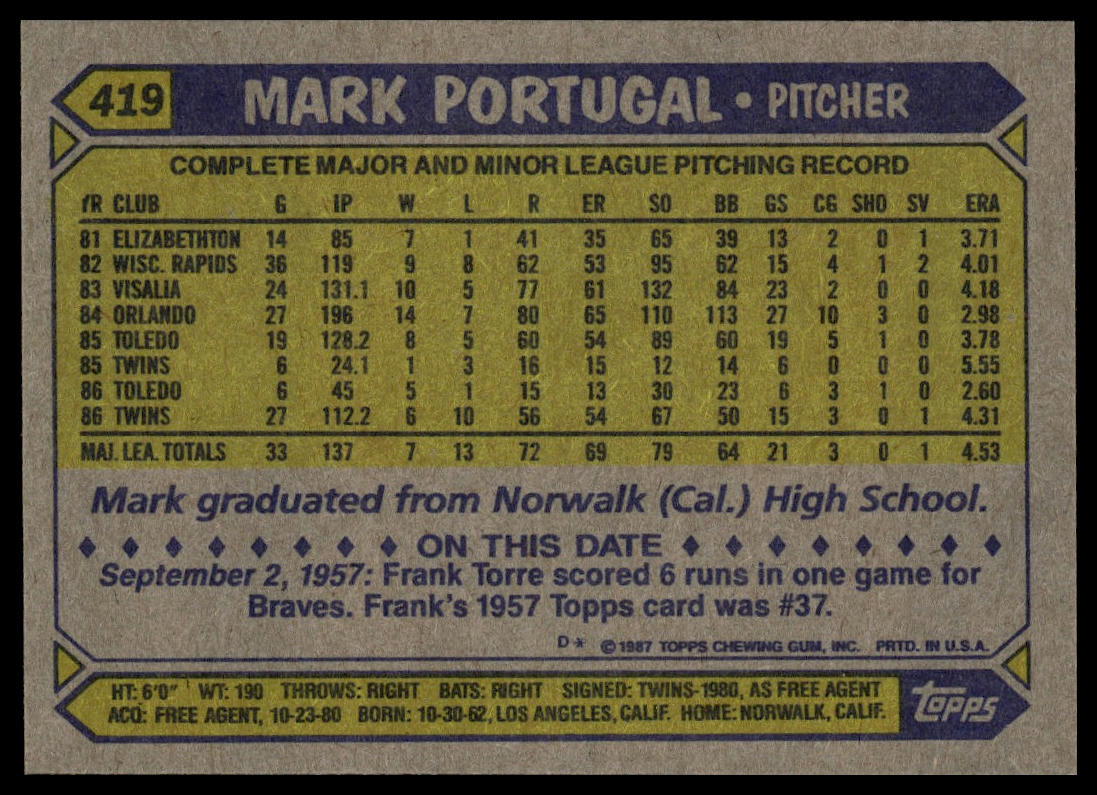 419 MARK PORTUGAL • PITCHER
COMPLETE MAJOR AND MINOR LEAGUE PITCHING RECORD
YR CLUB G IP W L R ER SO BB GS CG SHO SV ERA
81 ELIZABETHTON 14 85 7 1 41 35 65 39 13 2 0 1 3.71
82 WISC. RAPIDS 36 119 9 8 62 53 95 62 15 4 1 2 4.01
83 VISALIA 24 131.1 10 5 77 61 132 84 23 2 0 0 4.18
84 ORLANDO 27 196 14 7 80 65 110 113 27 10 3 0 2.98
85 TOLEDO 19 128.2 8 5 60 54 89 60 19 5 1 0 3.78
85 TWINS 6 24.1 1 3 16 15 12 14 6 0 0 0 5.55
86 TOLEDO 6 45 5 1 15 13 30 23 6 3 1 0 2.60
86 TWINS 27 112.2 6 10 56 54 67 50 15 3 0 1 4.31
MAJ. LEA. TOTALS 33 137 7 13 72 69 79 64 21 3 0 1 4.53
Mark graduated from Norwalk (Cal.) High School.
ON THIS DATE
September 2, 1957: Frank Torre scored 6 runs in one game for
Braves. Frank's 1957 Topps card was #37.
D* © 1987 TOPPS CHEWING GUM, INC. PRTD. IN U.S.A.
HT: 6'0" WT: 190 THROWS: RIGHT BATS: RIGHT SIGNED: TWINS-1980, AS FREE AGENT
ACQ: FREE AGENT, 10-23-80 BORN: 10-30-62, LOS ANGELES, CALIF. HOME: NORWALK, CALIF.
topps